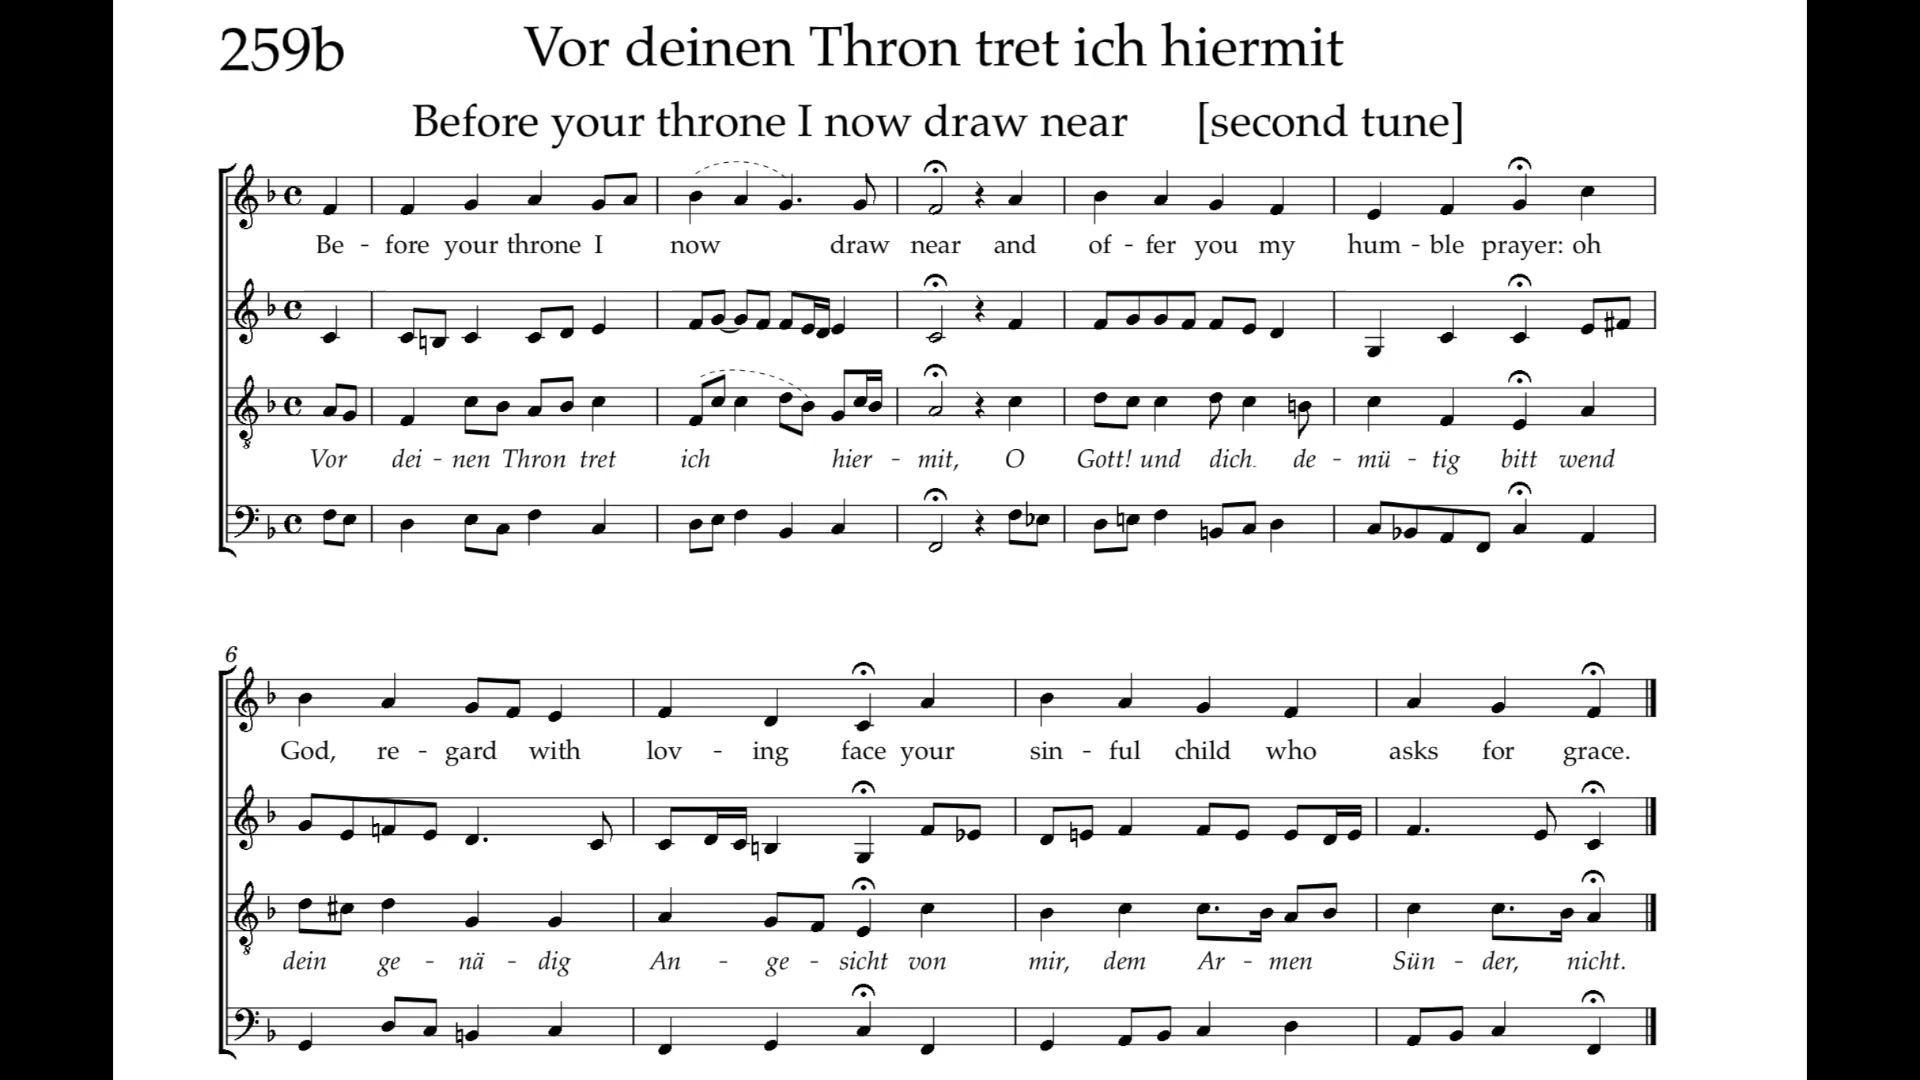 259b
Vor deinen Thron tret ich hiermit
Before your throne I now draw near [second tune]
Be - fore your throne I now draw near and of - fer you my hum - ble prayer: oh
Vor dei - nen Thron tret ich hier - mit, O Gott! und dich. de - mü - tig bitt wend
6
God, re - gard with lov - ing face your sin - ful child who asks for grace.
dein ge - nä - dig An - ge - sicht von mir, dem Ar - men Sün - der, nicht.